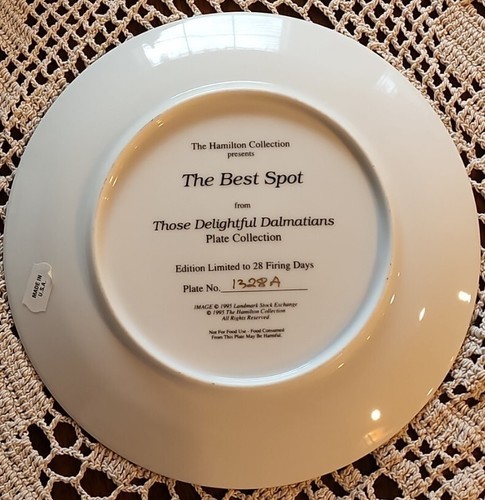 The Hamilton Collection
presents
The Best Spot
from
Those Delightful Dalmatians
Plate Collection
Edition Limited to 28 Firing Days
Plate No. 1328A
IMAGE © 1995 Landmark Stock Exchange
© 1995 The Hamilton Collection
All Rights Reserved.
Not For Food Use - Food Consumed
From This Plate May Be Harmful.
MADE IN
U.S.A.